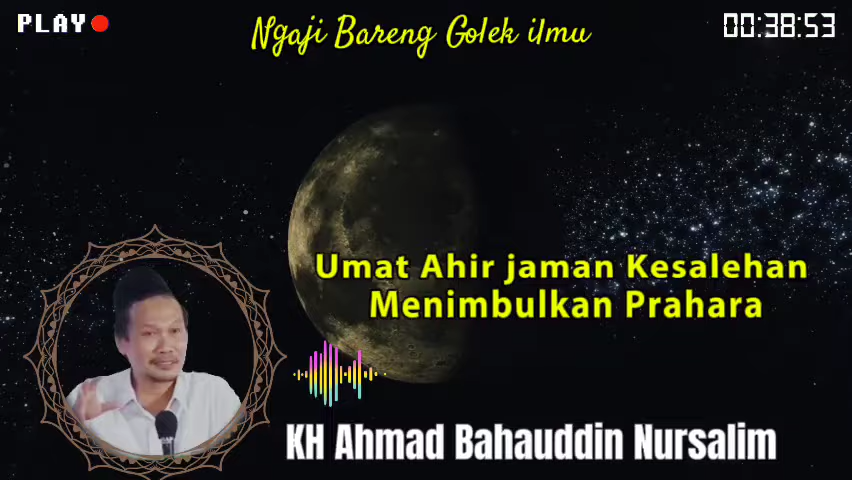 PLAY
Ngaji Bareng Golek ilmu
00:38:53
Umat Ahir jaman Kesalehan
Menimbulkan Prahara
KH Ahmad Bahauddin Nursalim